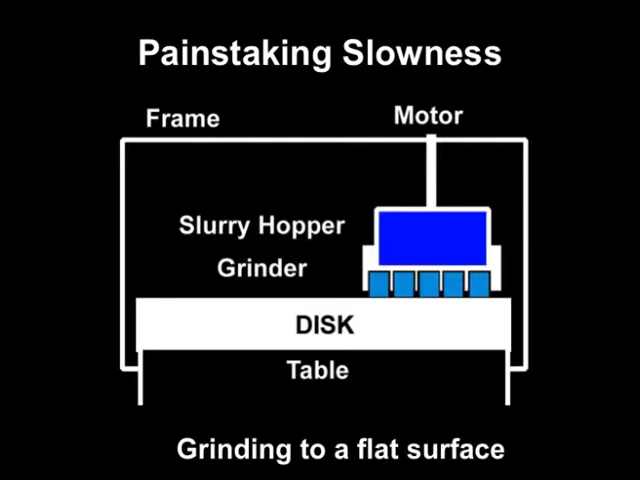 Painstaking Slowness
Frame
Motor
Slurry Hopper
Grinder
DISK
Table
Grinding to a flat surface